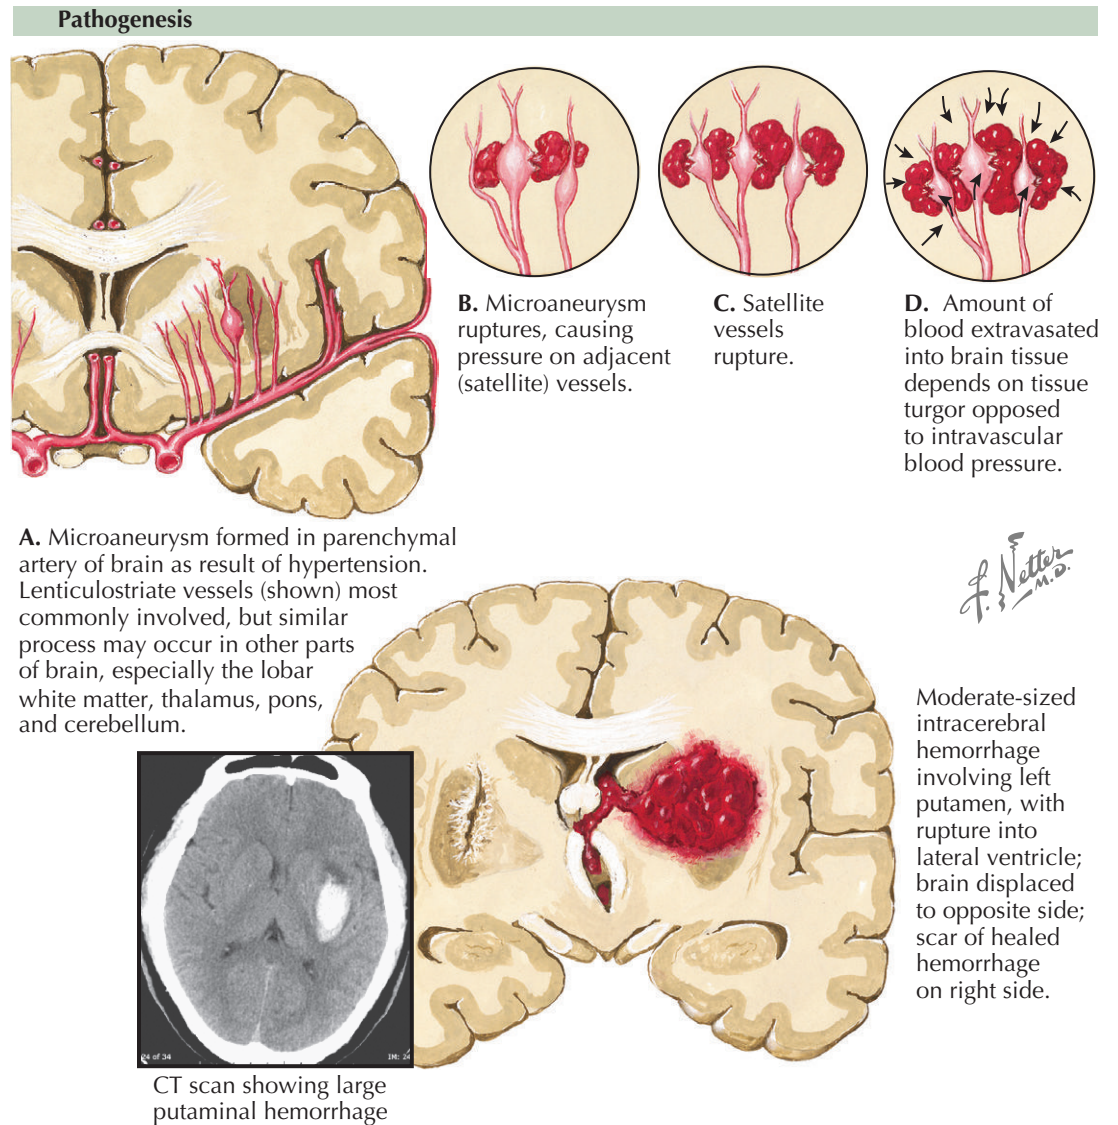 Pathogenesis
B. Microaneurysm
ruptures, causing
pressure on adjacent
(satellite) vessels.
C. Satellite
vessels
rupture.
D. Amount of
blood extravasated
into brain tissue
depends on tissue
turgor opposed
to intravascular
blood pressure.
A. Microaneurysm formed in parenchymal
artery of brain as result of hypertension.
Lenticulostriate vessels (shown) most
commonly involved, but similar
process may occur in other parts
of brain, especially the lobar
white matter, thalamus, pons,
and cerebellum.
F. Netter
M.D.
Moderate-sized
intracerebral
hemorrhage
involving left
putamen, with
rupture into
lateral ventricle;
brain displaced
to opposite side;
scar of healed
hemorrhage
on right side.
24 of 34
IM: 24
CT scan showing large
putaminal hemorrhage